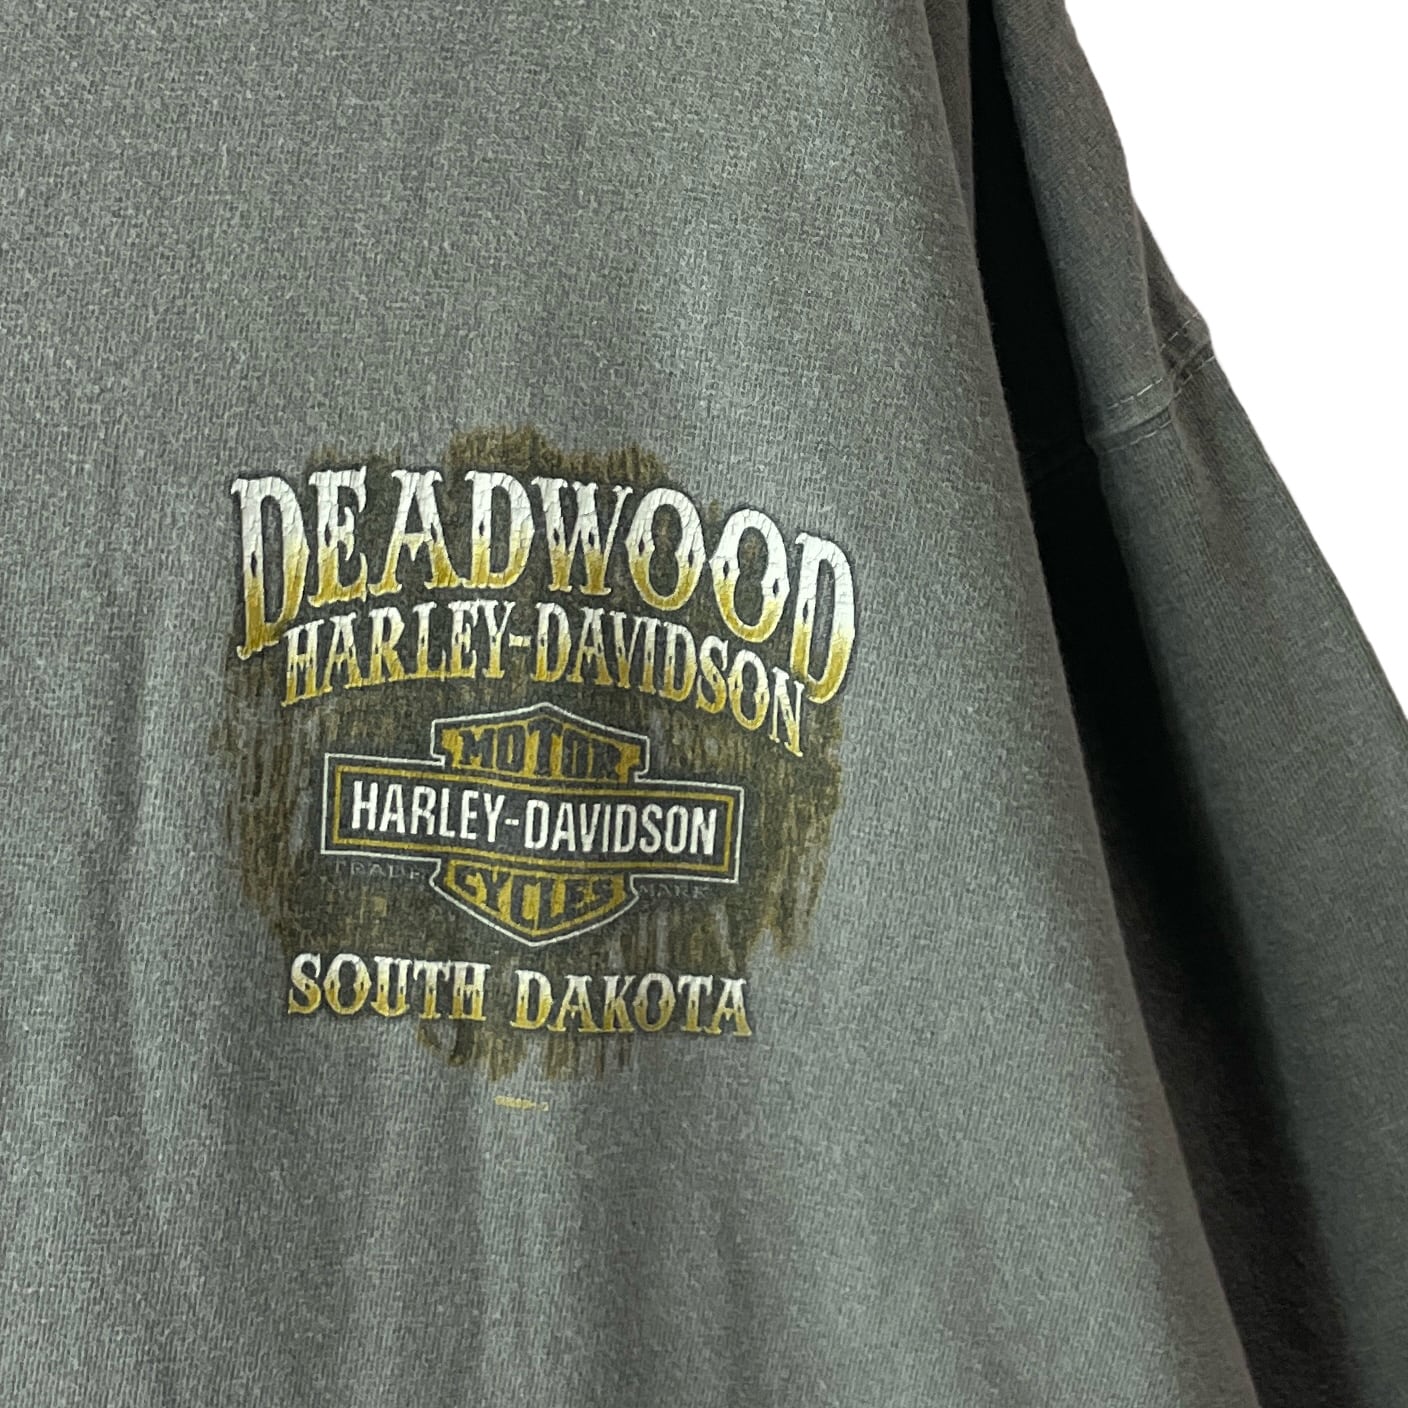 DEADWOOD
HARLEY-DAVIDSON
MOTOR
HARLEY-DAVIDSON
TRADE MARK
CYCLES
SOUTH DAKOTA